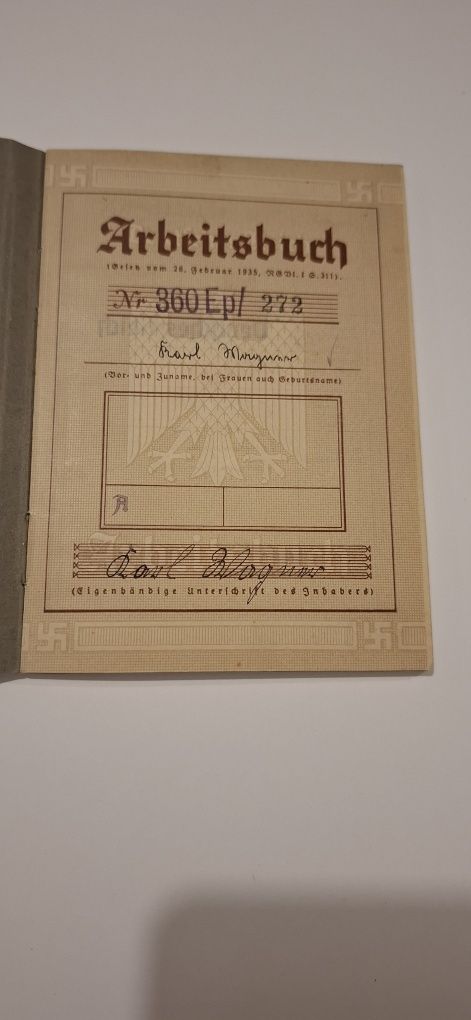 Arbeitsbuch
(Gesetz vom 26. Februar 1935, RGBl. I S. 311).
Nr 360 Ep/ 272
Karl Wagner
(Vor- und Zuname, bei Frauen auch Geburtsname)
A
Karl Wagner
(Eigenhändige Unterschrift des Inhabers)